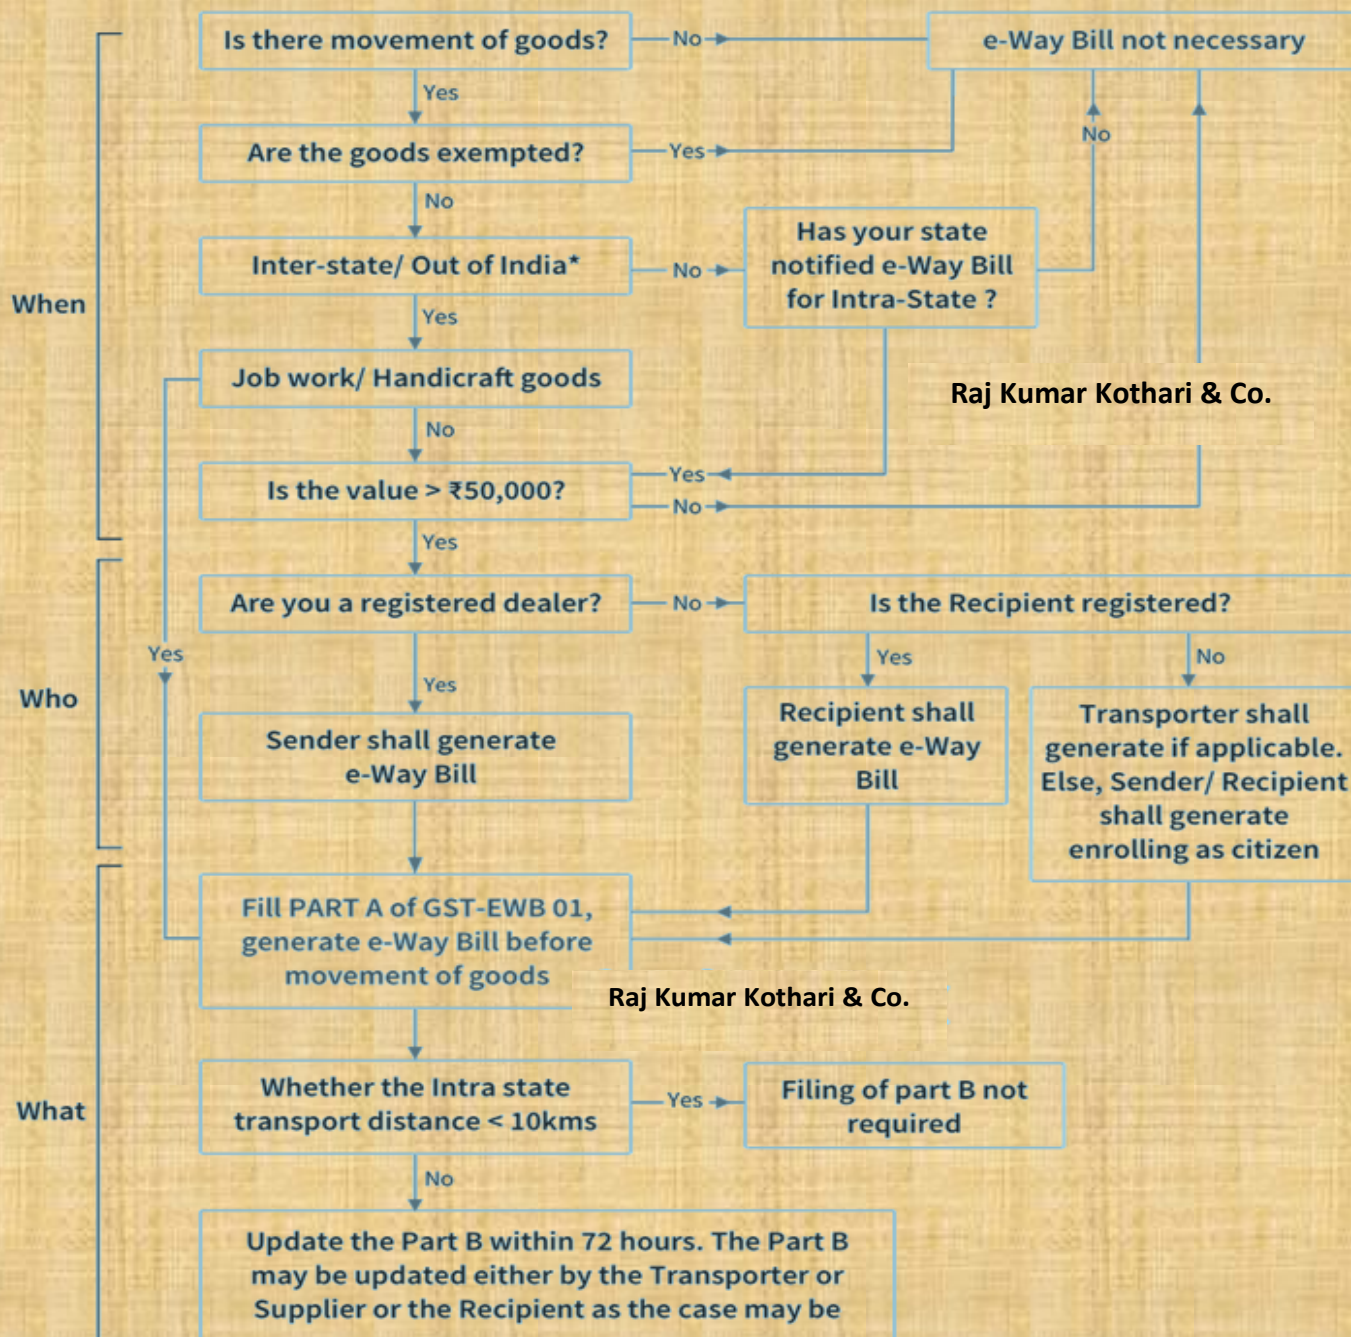 Is there movement of goods?
No
e-Way Bill not necessary
Yes
Are the goods exempted?
Yes
No
No
Inter-state/ Out of India*
No
Has your state
notified e-Way Bill
for Intra-State ?
When
Yes
Job work/ Handicraft goods
Raj Kumar Kothari & Co.
No
Is the value > ₹50,000?
Yes
No
Yes
Are you a registered dealer?
No
Is the Recipient registered?
Yes
Yes
No
Who
Yes
Sender shall generate
e-Way Bill
Recipient shall
generate e-Way
Bill
Transporter shall
generate if applicable.
Else, Sender/ Recipient
shall generate
enrolling as citizen
Fill PART A of GST-EWB 01,
generate e-Way Bill before
movement of goods
Raj Kumar Kothari & Co.
What
Whether the Intra state
transport distance < 10kms
Yes
Filing of part B not
required
No
Update the Part B within 72 hours. The Part B
may be updated either by the Transporter or
Supplier or the Recipient as the case may be